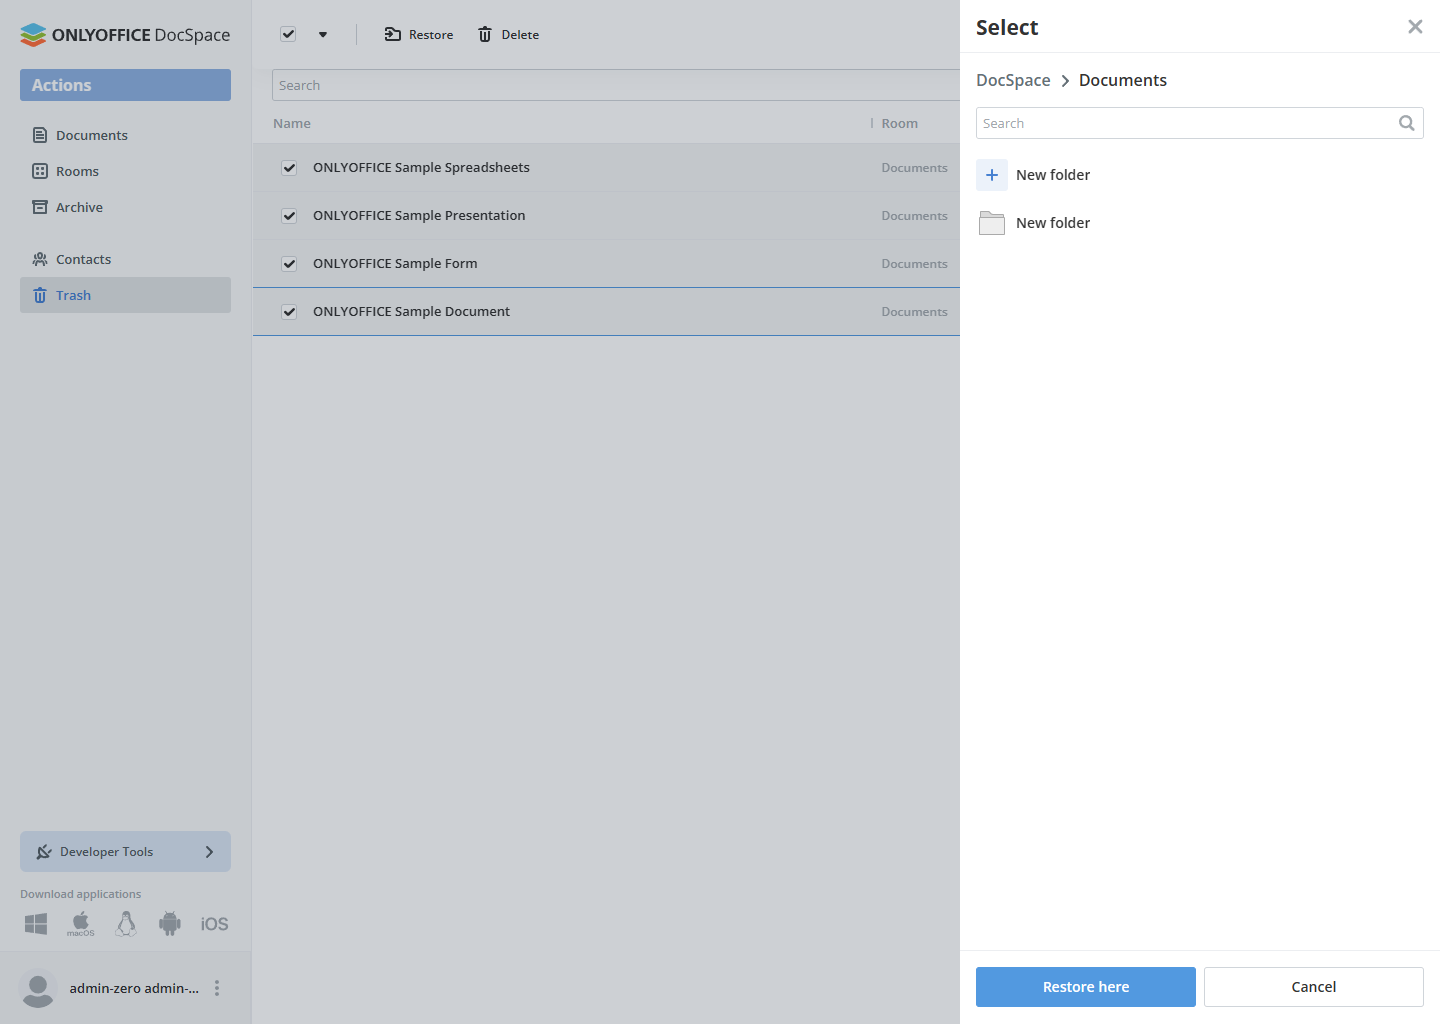 ONLYOFFICE DocSpace
Actions
Documents
Rooms
Archive
Contacts
Trash
Developer Tools
Download applications
macOS
iOS
admin-zero admin-...
Restore
Delete
Search
Name
Room
ONLYOFFICE Sample Spreadsheets
Documents
ONLYOFFICE Sample Presentation
Documents
ONLYOFFICE Sample Form
Documents
ONLYOFFICE Sample Document
Documents
Select
DocSpace
Documents
Search
New folder
New folder
Restore here
Cancel